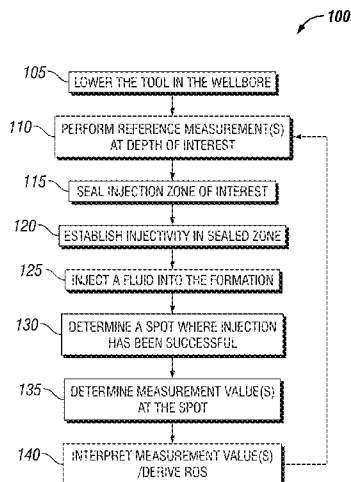 100
105
LOWER THE TOOL IN THE WELLBORE
110
PERFORM REFERENCE MEASUREMENT(S)
AT DEPTH OF INTEREST
115
SEAL INJECTION ZONE OF INTEREST
120
ESTABLISH INJECTIVITY IN SEALED ZONE
125
INJECT A FLUID INTO THE FORMATION
130
DETERMINE A SPOT WHERE INJECTION
HAS BEEN SUCCESSFUL
135
DETERMINE MEASUREMENT VALUE(S)
AT THE SPOT
140
INTERPRET MEASUREMENT VALUE(S)
/DERIVE ROS